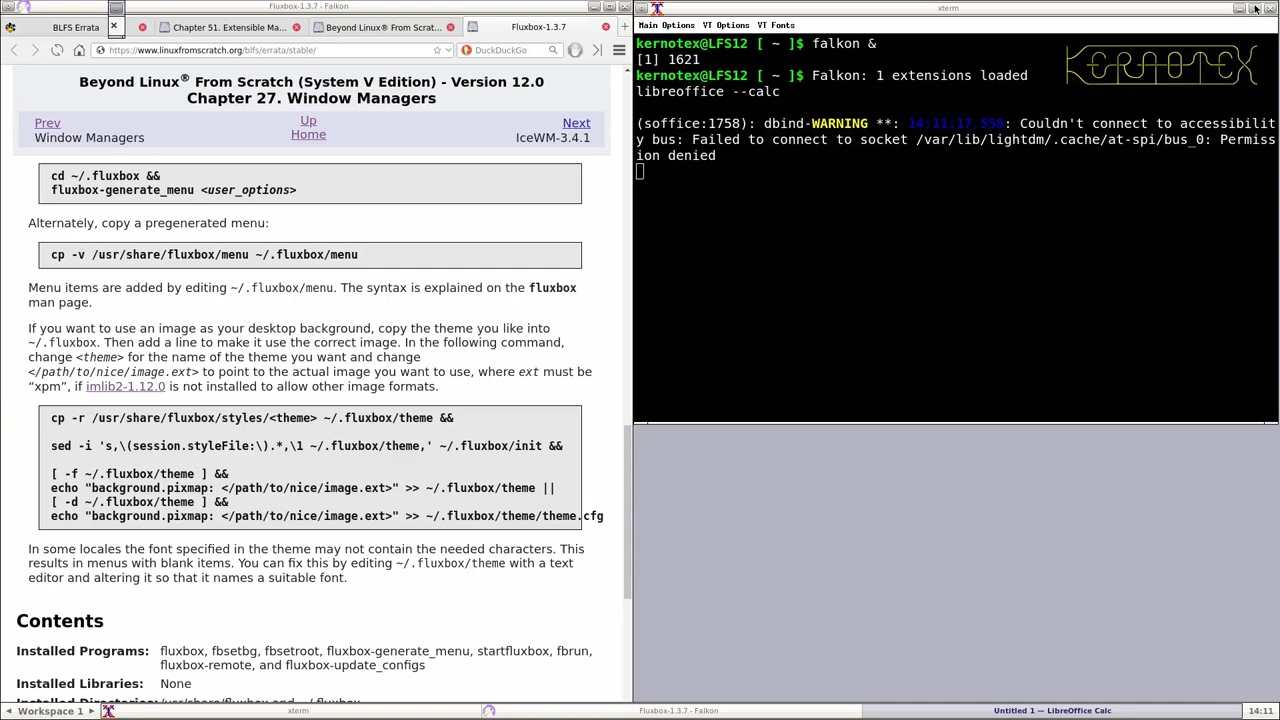 Fluxbox-1.3.7 - Falkon
BLFS Errata
Chapter 51. Extensible Ma...
Beyond Linux® From Scrat...
Fluxbox-1.3.7
https://www.linuxfromscratch.org/blfs/errata/stable/
DuckDuckGo
Beyond Linux® From Scratch (System V Edition) - Version 12.0
Chapter 27. Window Managers
Prev
Up
Next
Window Managers
Home
IceWM-3.4.1
cd ~/.fluxbox &&
fluxbox-generate_menu <user_options>
Alternately, copy a pregenerated menu:
cp -v /usr/share/fluxbox/menu ~/.fluxbox/menu
Menu items are added by editing ~/.fluxbox/menu. The syntax is explained on the fluxbox
man page.
If you want to use an image as your desktop background, copy the theme you like into
~/.fluxbox. Then add a line to make it use the correct image. In the following command,
change <theme> for the name of the theme you want and change
</path/to/nice/image.ext> to point to the actual image you want to use, where ext must be
“xpm”, if imlib2-1.12.0 is not installed to allow other image formats.
cp -r /usr/share/fluxbox/styles/<theme> ~/.fluxbox/theme &&
sed -i 's,\(session.styleFile:\).*,\1 ~/.fluxbox/theme,' ~/.fluxbox/init &&
[ -f ~/.fluxbox/theme ] &&
echo "background.pixmap: </path/to/nice/image.ext>" >> ~/.fluxbox/theme ||
[ -d ~/.fluxbox/theme ] &&
echo "background.pixmap: </path/to/nice/image.ext>" >> ~/.fluxbox/theme/theme.cfg
In some locales the font specified in the theme may not contain the needed characters. This
results in menus with blank items. You can fix this by editing ~/.fluxbox/theme with a text
editor and altering it so that it names a suitable font.
Contents
Installed Programs: fluxbox, fbsetbg, fbsetroot, fluxbox-generate_menu, startfluxbox, fbrun,
fluxbox-remote, and fluxbox-update_configs
Installed Libraries: None
xterm
Main Options VT Options VT Fonts
kernotex@LFS12 [ ~ ]$ falkon &
[1] 1621
kernotex@LFS12 [ ~ ]$ Falkon: 1 extensions loaded
libreoffice --calc
(soffice:1758): dbind-WARNING **: 14:11:17.558: Couldn't connect to accessibilit
y bus: Failed to connect to socket /var/lib/lightdm/.cache/at-spi/bus_0: Permiss
ion denied
KERNOTEX
Workspace 1
xterm
Fluxbox-1.3.7 - Falkon
Untitled 1 — LibreOffice Calc
14:11